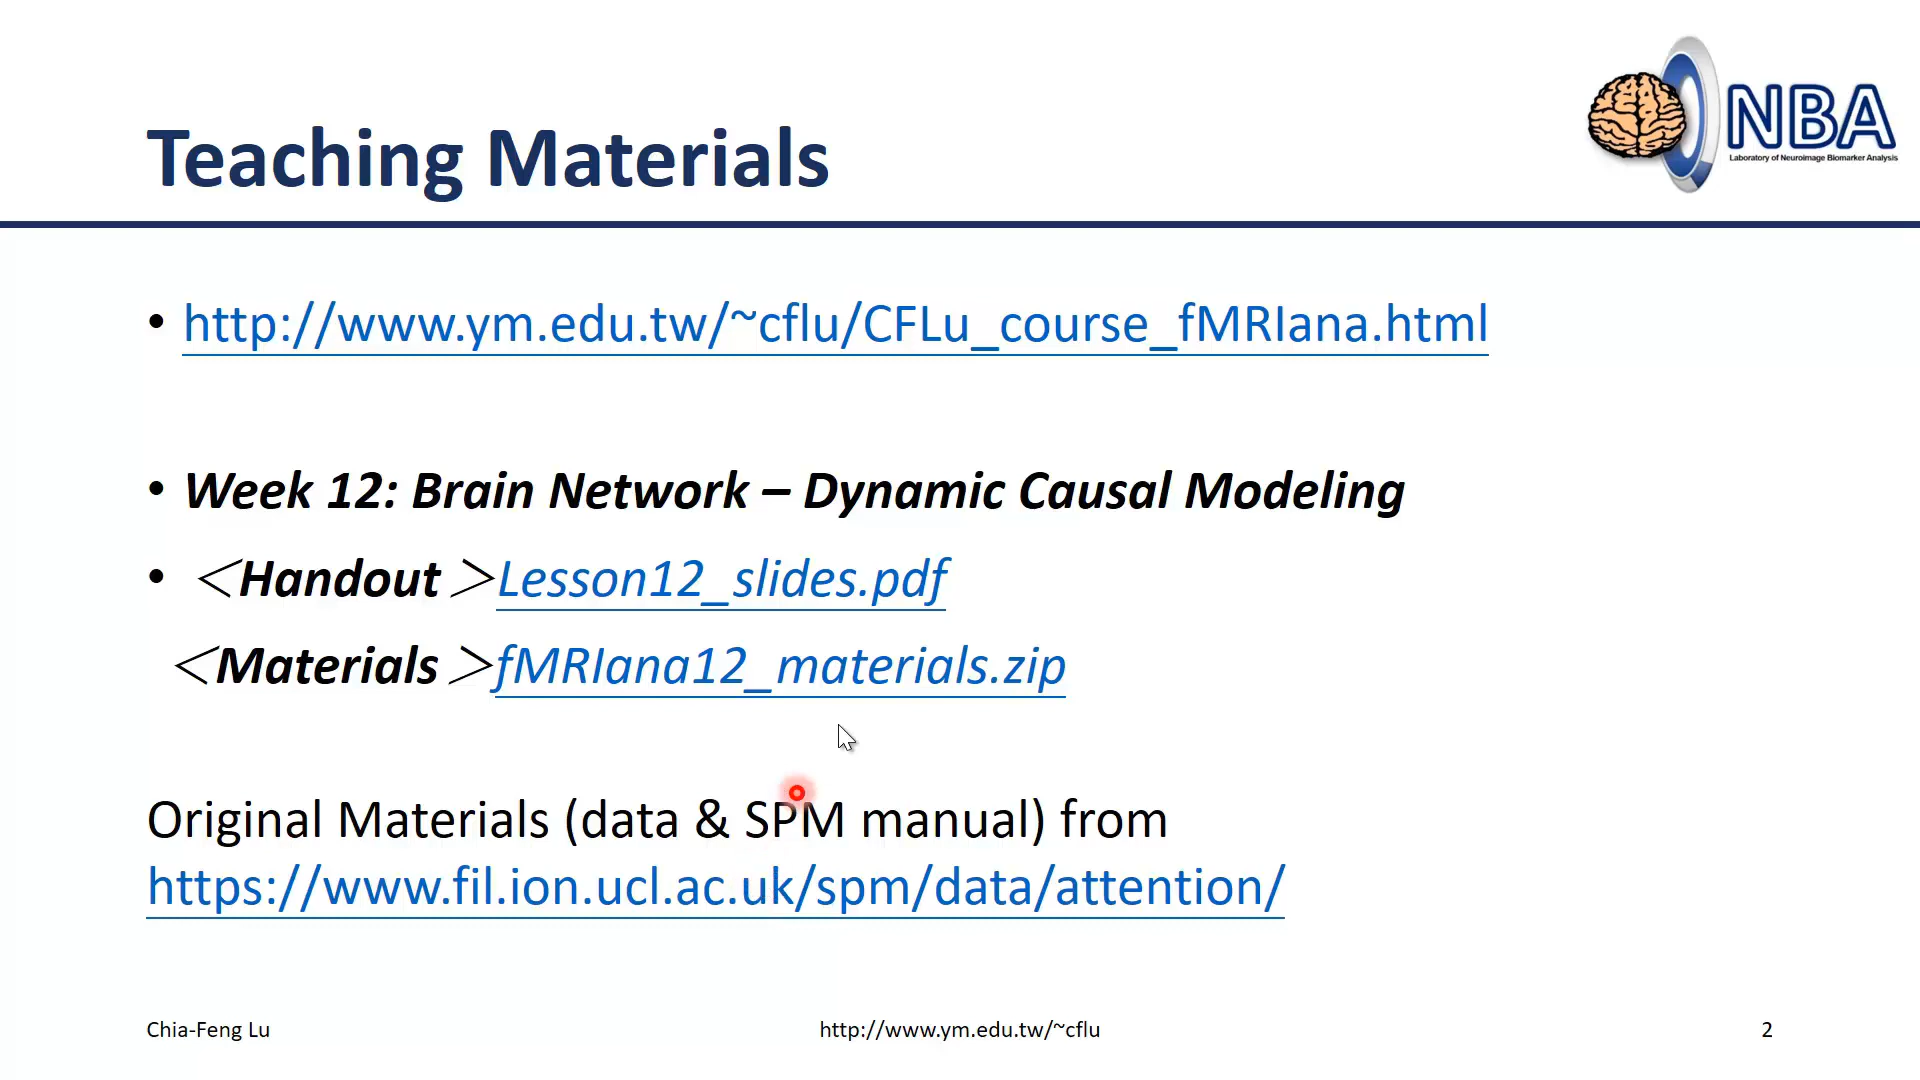 NBA
Laboratory of Neuroimage Biomarker Analysis
Teaching Materials
• http://www.ym.edu.tw/~cflu/CFLu_course_fMRIana.html
• Week 12: Brain Network – Dynamic Causal Modeling
• <Handout>Lesson12_slides.pdf
<Materials>fMRIana12_materials.zip
Original Materials (data & SPM manual) from
https://www.fil.ion.ucl.ac.uk/spm/data/attention/
Chia-Feng Lu
http://www.ym.edu.tw/~cflu
2